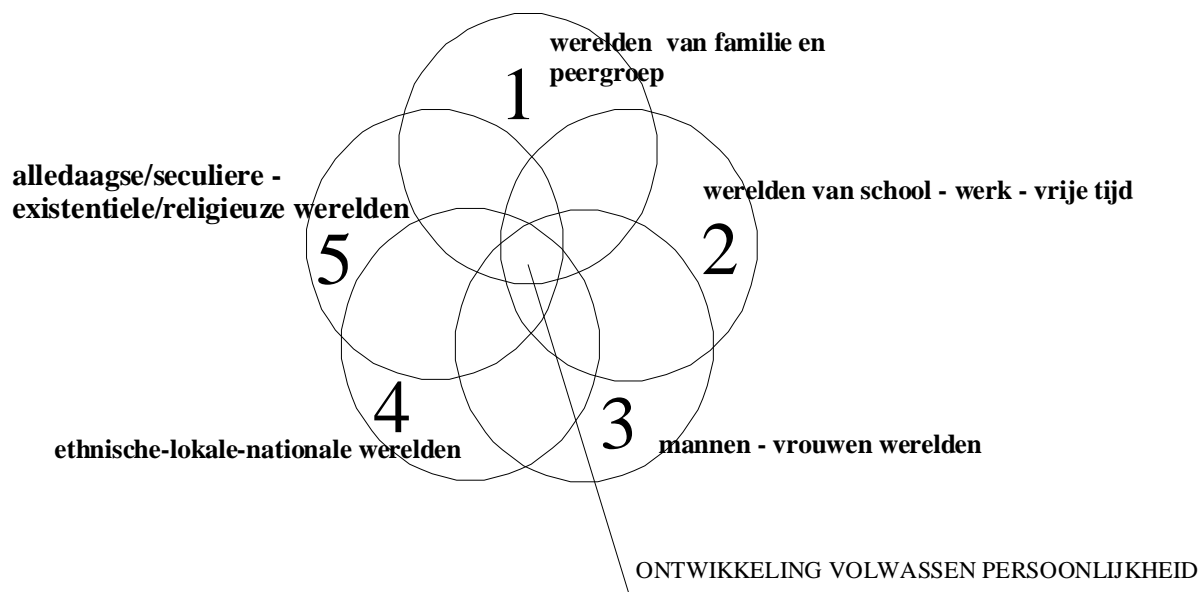 werelden van familie en
peergroep
1
alledaagse/seculiere -
existentiele/religieuze werelden
5
werelden van school - werk - vrije tijd
2
4
ethnische-lokale-nationale werelden
3
mannen - vrouwen werelden
ONTWIKKELING VOLWASSEN PERSOONLIJKHEID